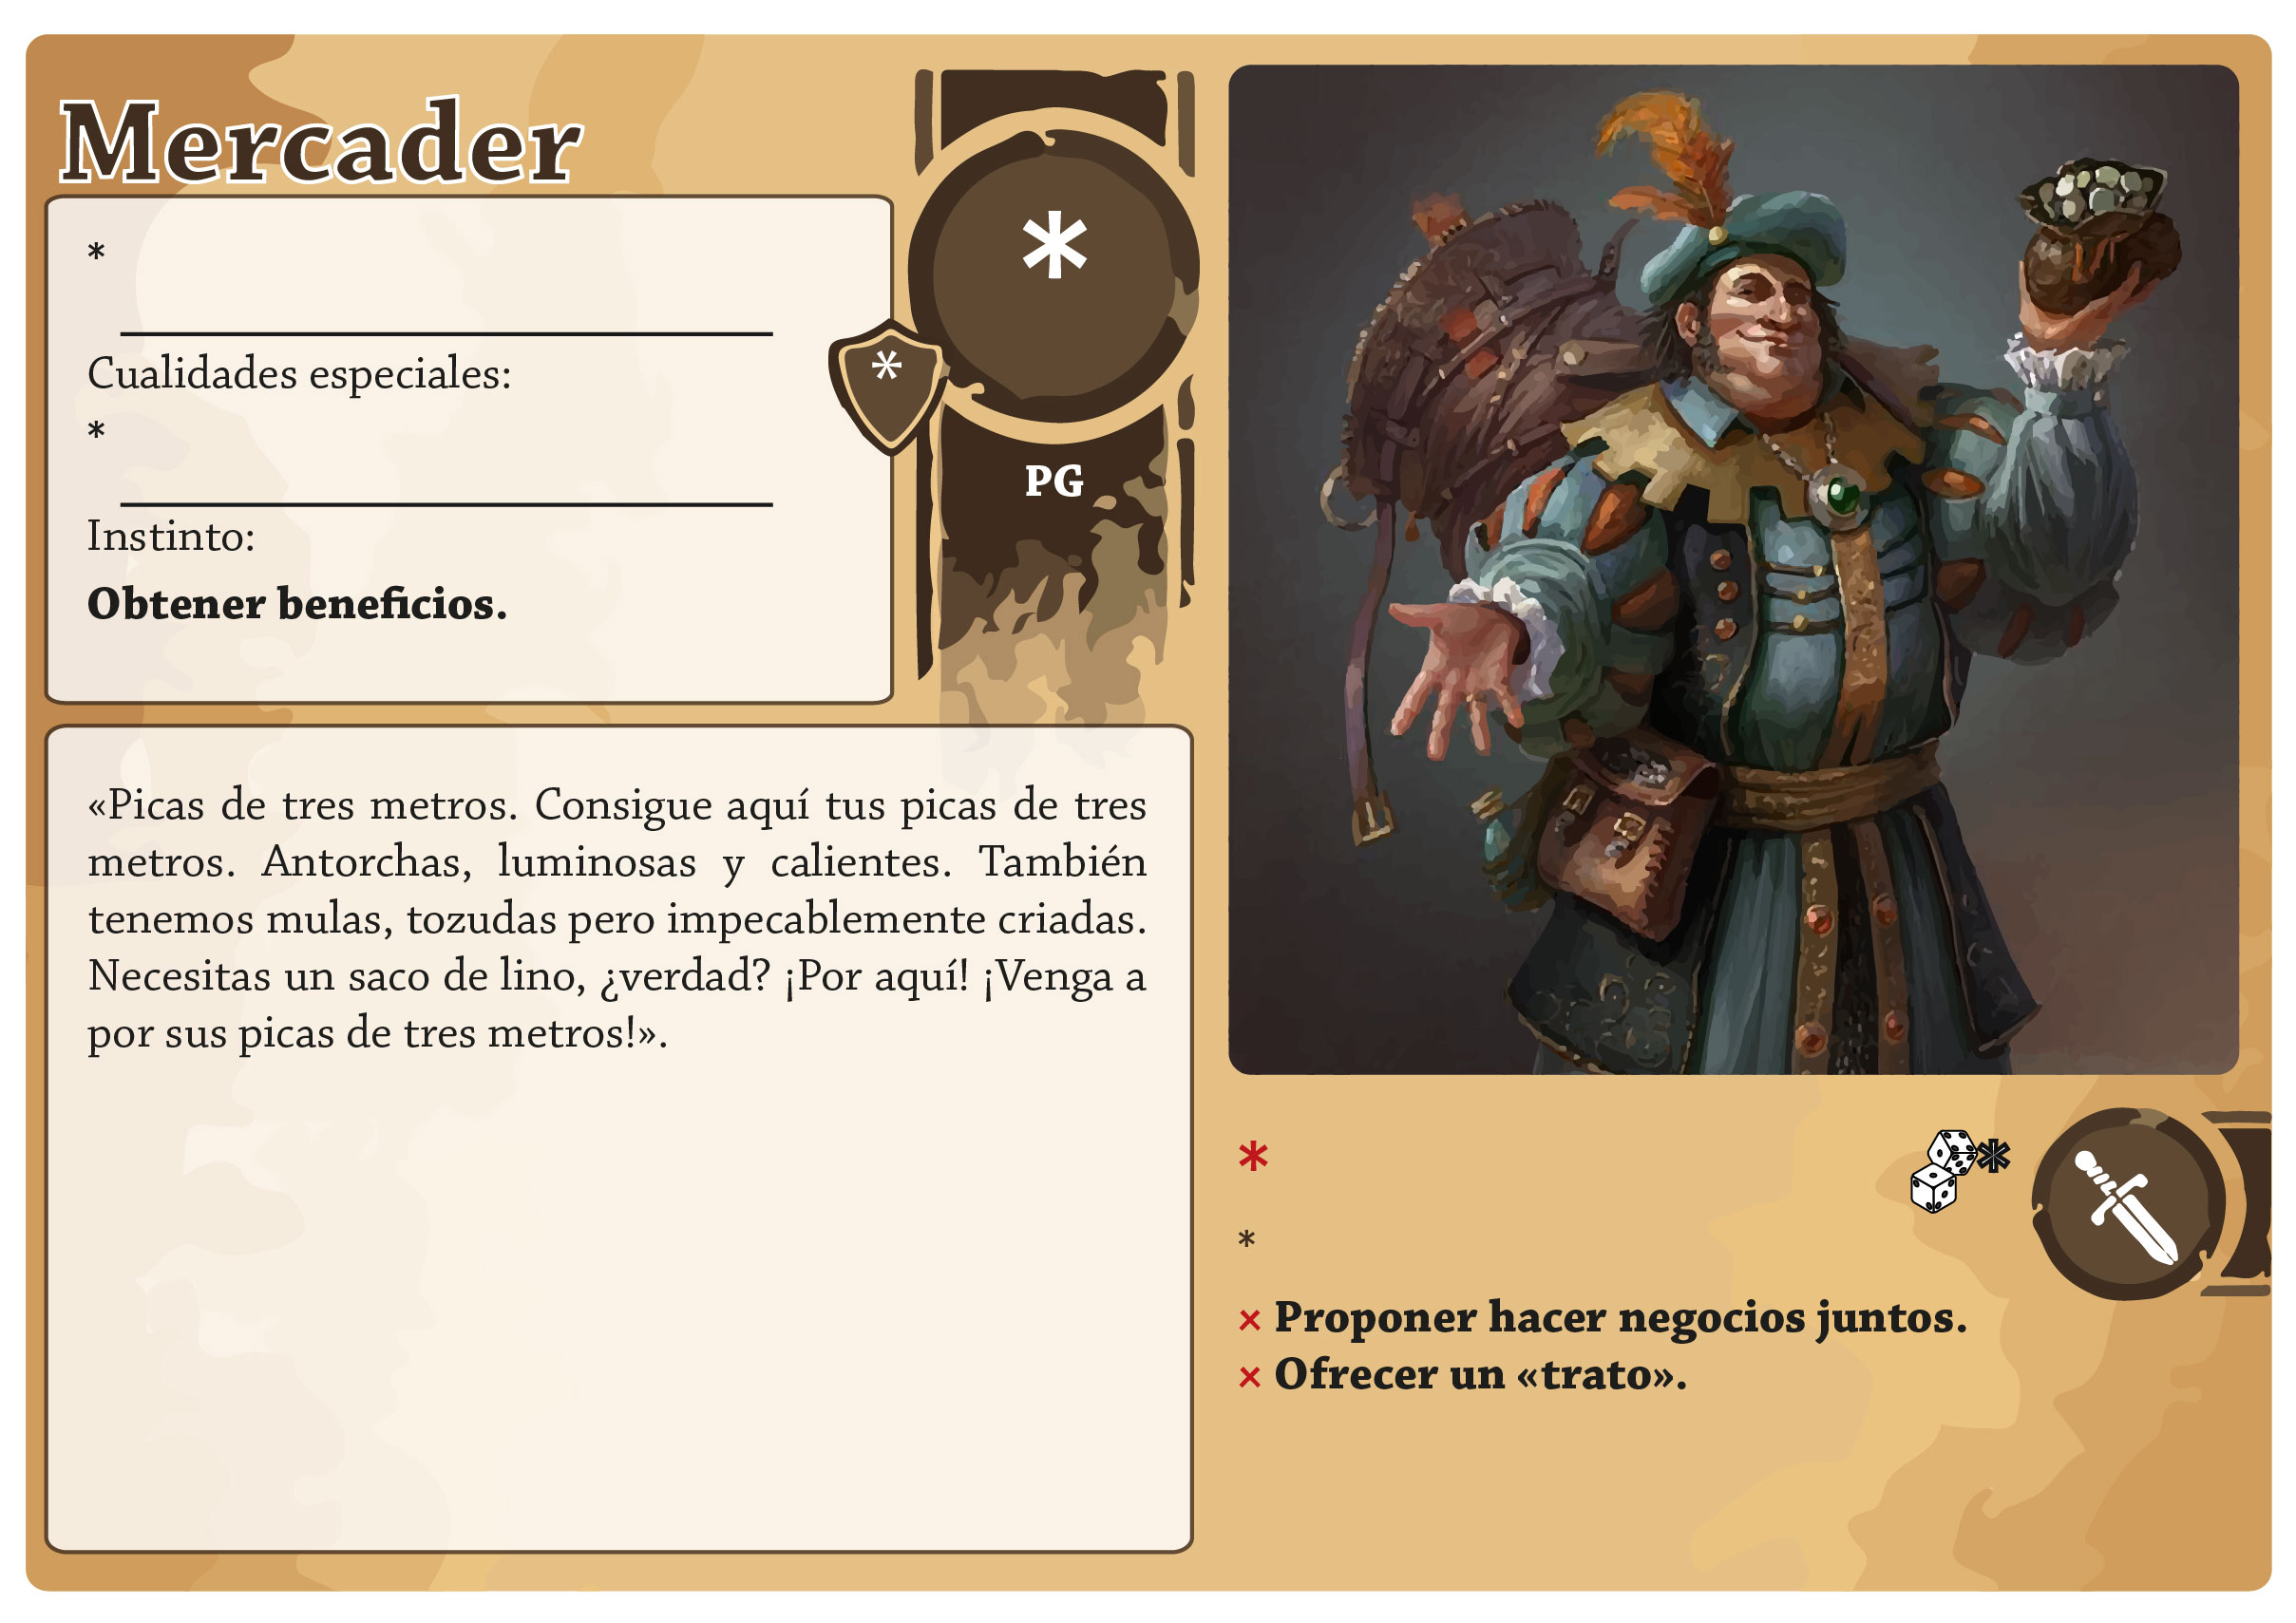 Mercader
*
Cualidades especiales:
*
Instinto:
Obtener beneficios.
*
*
PG
«Picas de tres metros. Consigue aquí tus picas de tres
metros. Antorchas, luminosas y calientes. También
tenemos mulas, tozudas pero impecablemente criadas.
Necesitas un saco de lino, ¿verdad? ¡Por aquí! ¡Venga a
por sus picas de tres metros!».
* *
*
× Proponer hacer negocios juntos.
× Ofrecer un «trato».